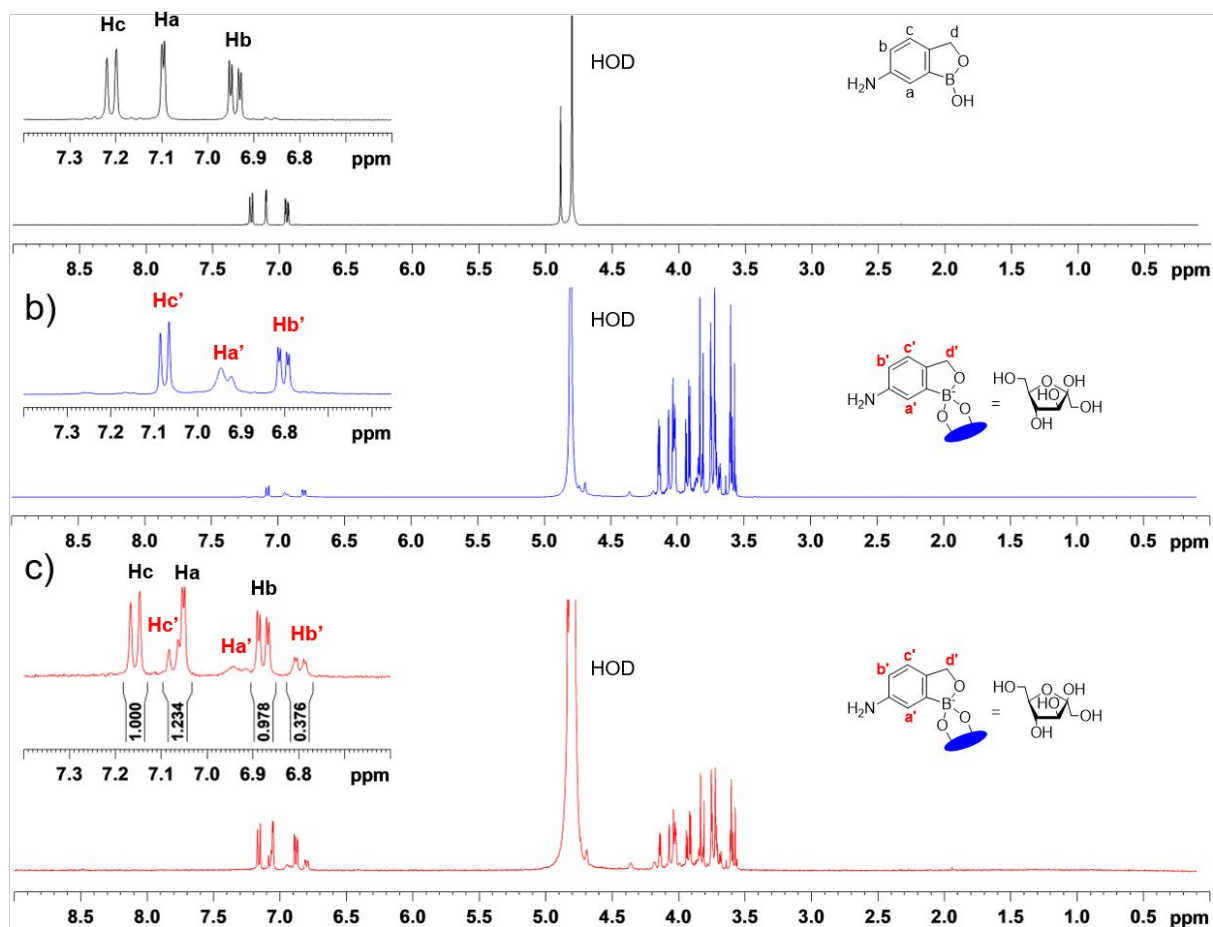 Hc Ha Hb
HOD
c d
b
O
B
H₂N
a
OH
7.3 7.2 7.1 7.0 6.9 6.8 ppm
8.5 8.0 7.5 7.0 6.5 6.0 5.5 5.0 4.5 4.0 3.5 3.0 2.5 2.0 1.5 1.0 0.5 ppm
b)
Hc' Ha' Hb'
HOD
c' d'
b'
O
HO O OH
B
H₂N
HO
=
a'
O O
OH
OH
7.3 7.2 7.1 7.0 6.9 6.8 ppm
8.5 8.0 7.5 7.0 6.5 6.0 5.5 5.0 4.5 4.0 3.5 3.0 2.5 2.0 1.5 1.0 0.5 ppm
c)
Hc Ha Hb
Hc' Ha' Hb'
HOD
c' d'
b'
O
HO O OH
B
H₂N
HO
=
a'
O O
OH
OH
1.000 1.234 0.978 0.376
7.3 7.2 7.1 7.0 6.9 6.8 ppm
8.5 8.0 7.5 7.0 6.5 6.0 5.5 5.0 4.5 4.0 3.5 3.0 2.5 2.0 1.5 1.0 0.5 ppm